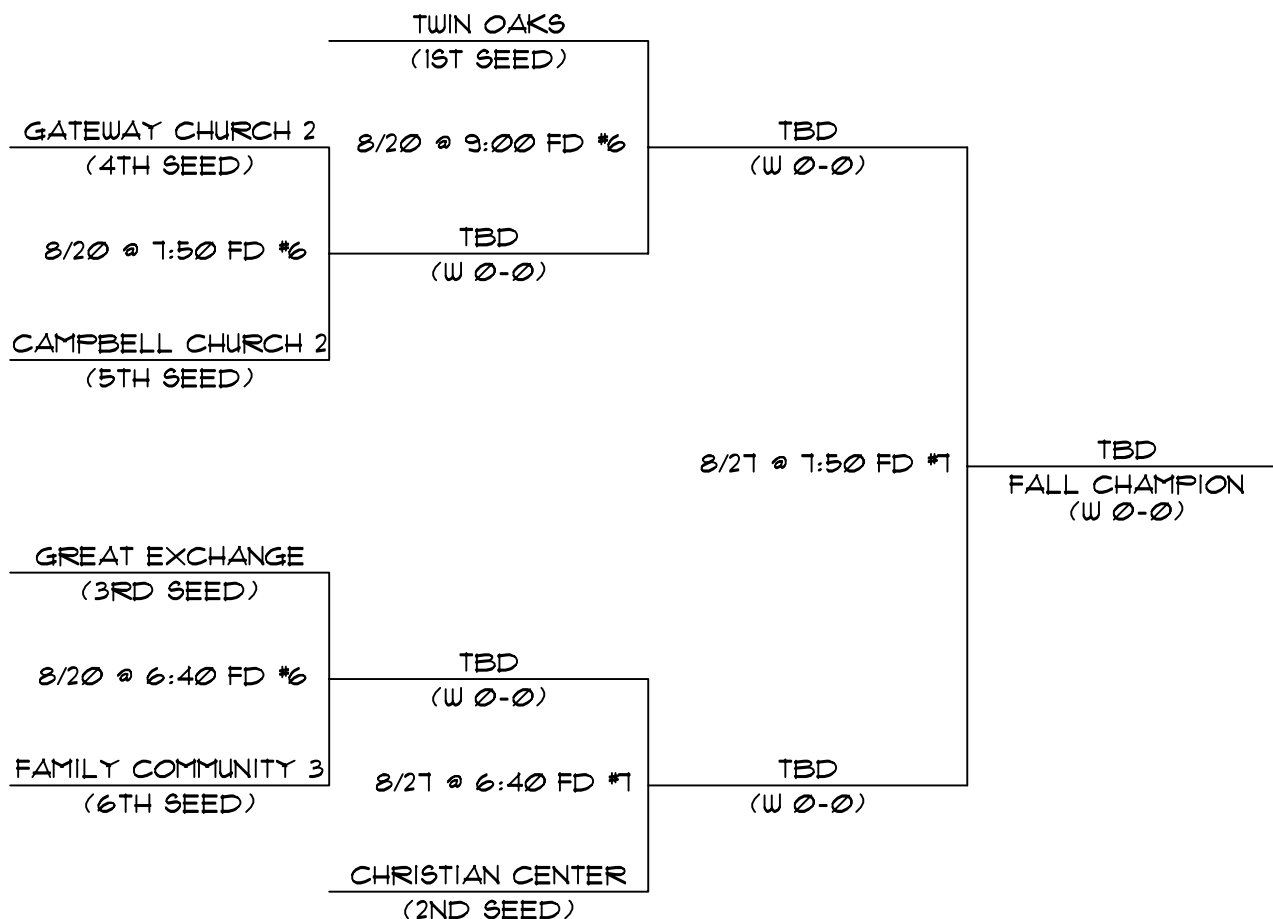 TWIN OAKS
(1ST SEED)
GATEWAY CHURCH 2
(4TH SEED)
8/20 @ 9:00 FD #6
TBD
(W 0-0)
8/20 @ 7:50 FD #6
TBD
(W 0-0)
CAMPBELL CHURCH 2
(5TH SEED)
8/27 @ 7:50 FD #7
TBD
FALL CHAMPION
(W 0-0)
GREAT EXCHANGE
(3RD SEED)
8/20 @ 6:40 FD #6
TBD
(W 0-0)
FAMILY COMMUNITY 3
(6TH SEED)
8/27 @ 6:40 FD #7
TBD
(W 0-0)
CHRISTIAN CENTER
(2ND SEED)